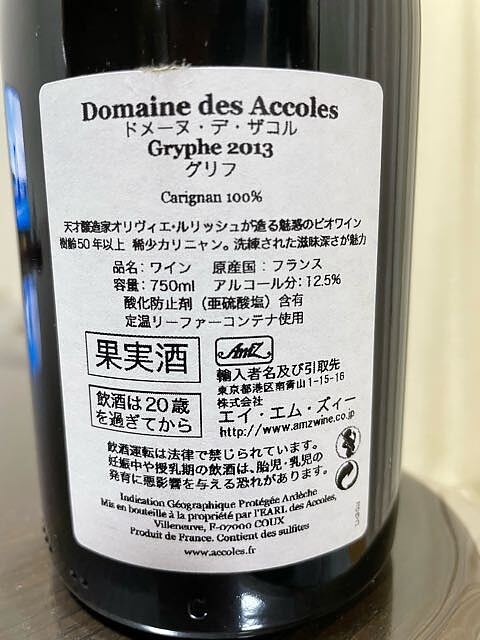 Domaine des Accoles
ドメーヌ・デ・ザコル
Gryphe 2013
グリフ
Carignan 100%
天才醸造家オリヴィエ・ルリッシュが造る魅惑のビオワイン
樹齢50年以上 稀少カリニャン。洗練された滋味深さが魅力
品名：ワイン 原産国：フランス
容量：750ml アルコール分：12.5%
酸化防止剤（亜硫酸塩）含有
定温リーファーコンテナ使用
果実酒
AmZ
輸入者名及び引取先
東京都港区南青山1-15-16
株式会社
エイ・エム・ズィー
http://www.amzwine.co.jp
飲酒は20歳
を過ぎてから
飲酒運転は法律で禁じられています。
妊娠中や授乳期の飲酒は、胎児・乳児の
発育に悪影響を与える恐れがあります。
Indication Géographique Protégée Ardèche
Mis en bouteille à la propriété par l'EARL des Accoles,
Villeneuve, F-07000 COUX
Produit de France. Contient des sulfites
www.accoles.fr